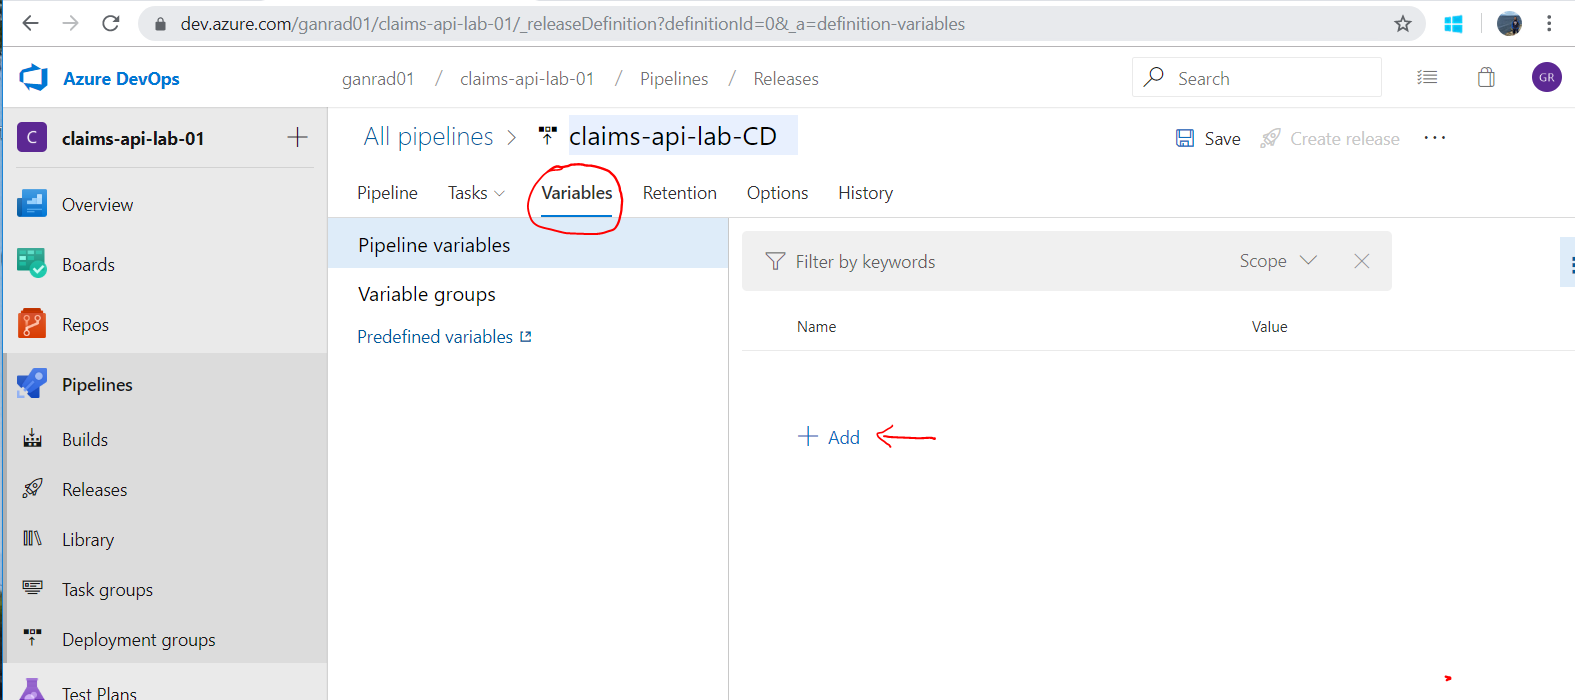 dev.azure.com/ganrad01/claims-api-lab-01/_releaseDefinition?definitionId=0&_a=definition-variables
Azure DevOps
ganrad01 / claims-api-lab-01 / Pipelines / Releases
Search
GR
C claims-api-lab-01
All pipelines > claims-api-lab-CD
Save
Create release
Pipeline Tasks Variables Retention Options History
Overview
Boards
Repos
Pipelines
Builds
Releases
Library
Task groups
Deployment groups
Test Plans
Pipeline variables
Variable groups
Predefined variables
Filter by keywords
Scope
Name Value
+ Add